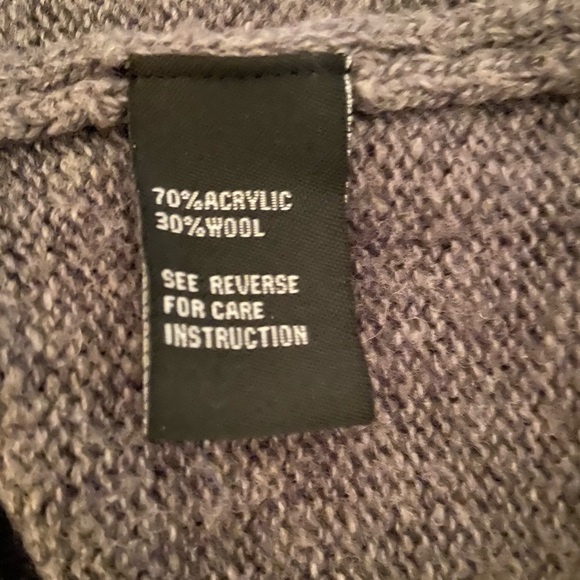 70%ACRYLIC
30%WOOL
SEE REVERSE
FOR CARE
INSTRUCTION